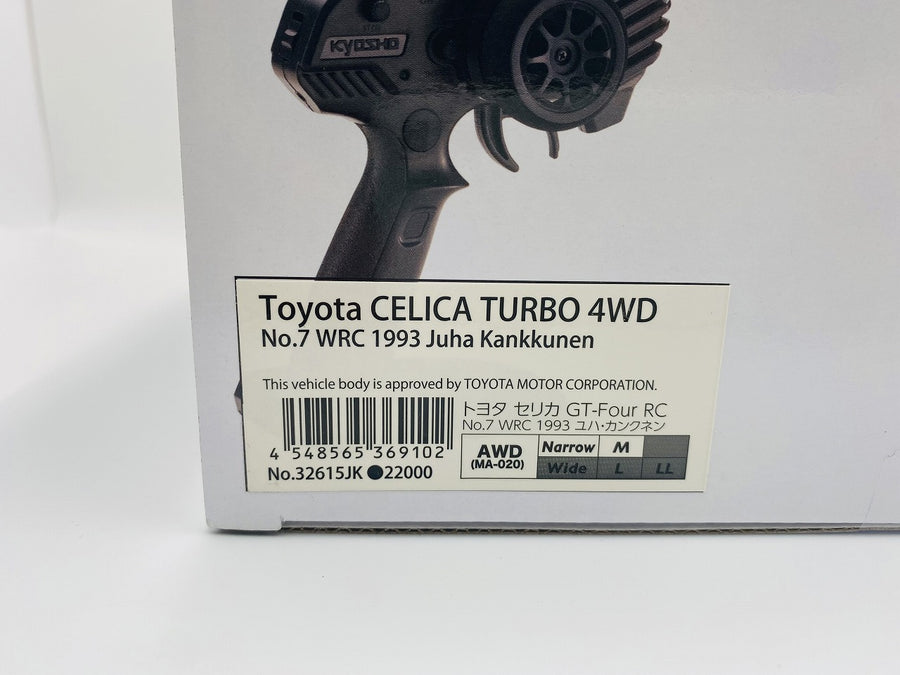 KYOSHO
Toyota CELICA TURBO 4WD
No.7 WRC 1993 Juha Kankkunen
This vehicle body is approved by TOYOTA MOTOR CORPORATION.
トヨタ セリカ GT-Four RC
No.7 WRC 1993 ユハ・カンクネン
4 548565 369102
No.32615JK ●22000
AWD
(MA-020)
Narrow M
Wide L LL